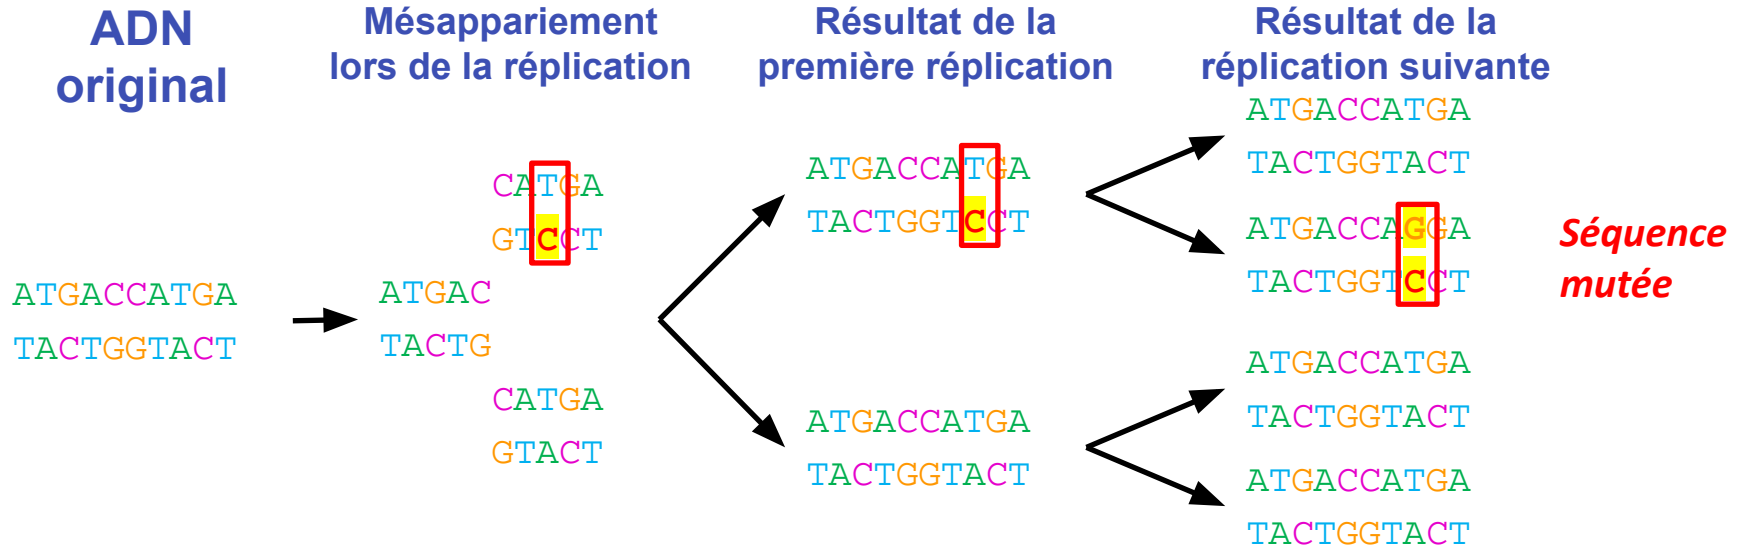 ADN
original
Mésappariement
lors de la réplication
Résultat de la
première réplication
Résultat de la
réplication suivante
ATGACCATGA
TACTGGTACT
CATGA
GTCCT
ATGAC
TACTG
CATGA
GTACT
ATGACCATGA
TACTGGTCCT
ATGACCATGA
TACTGGTACT
ATGACCATGA
TACTGGTACT
ATGACCAGGA
TACTGGTCCT
Séquence
mutée
ATGACCATGA
TACTGGTACT
ATGACCATGA
TACTGGTACT